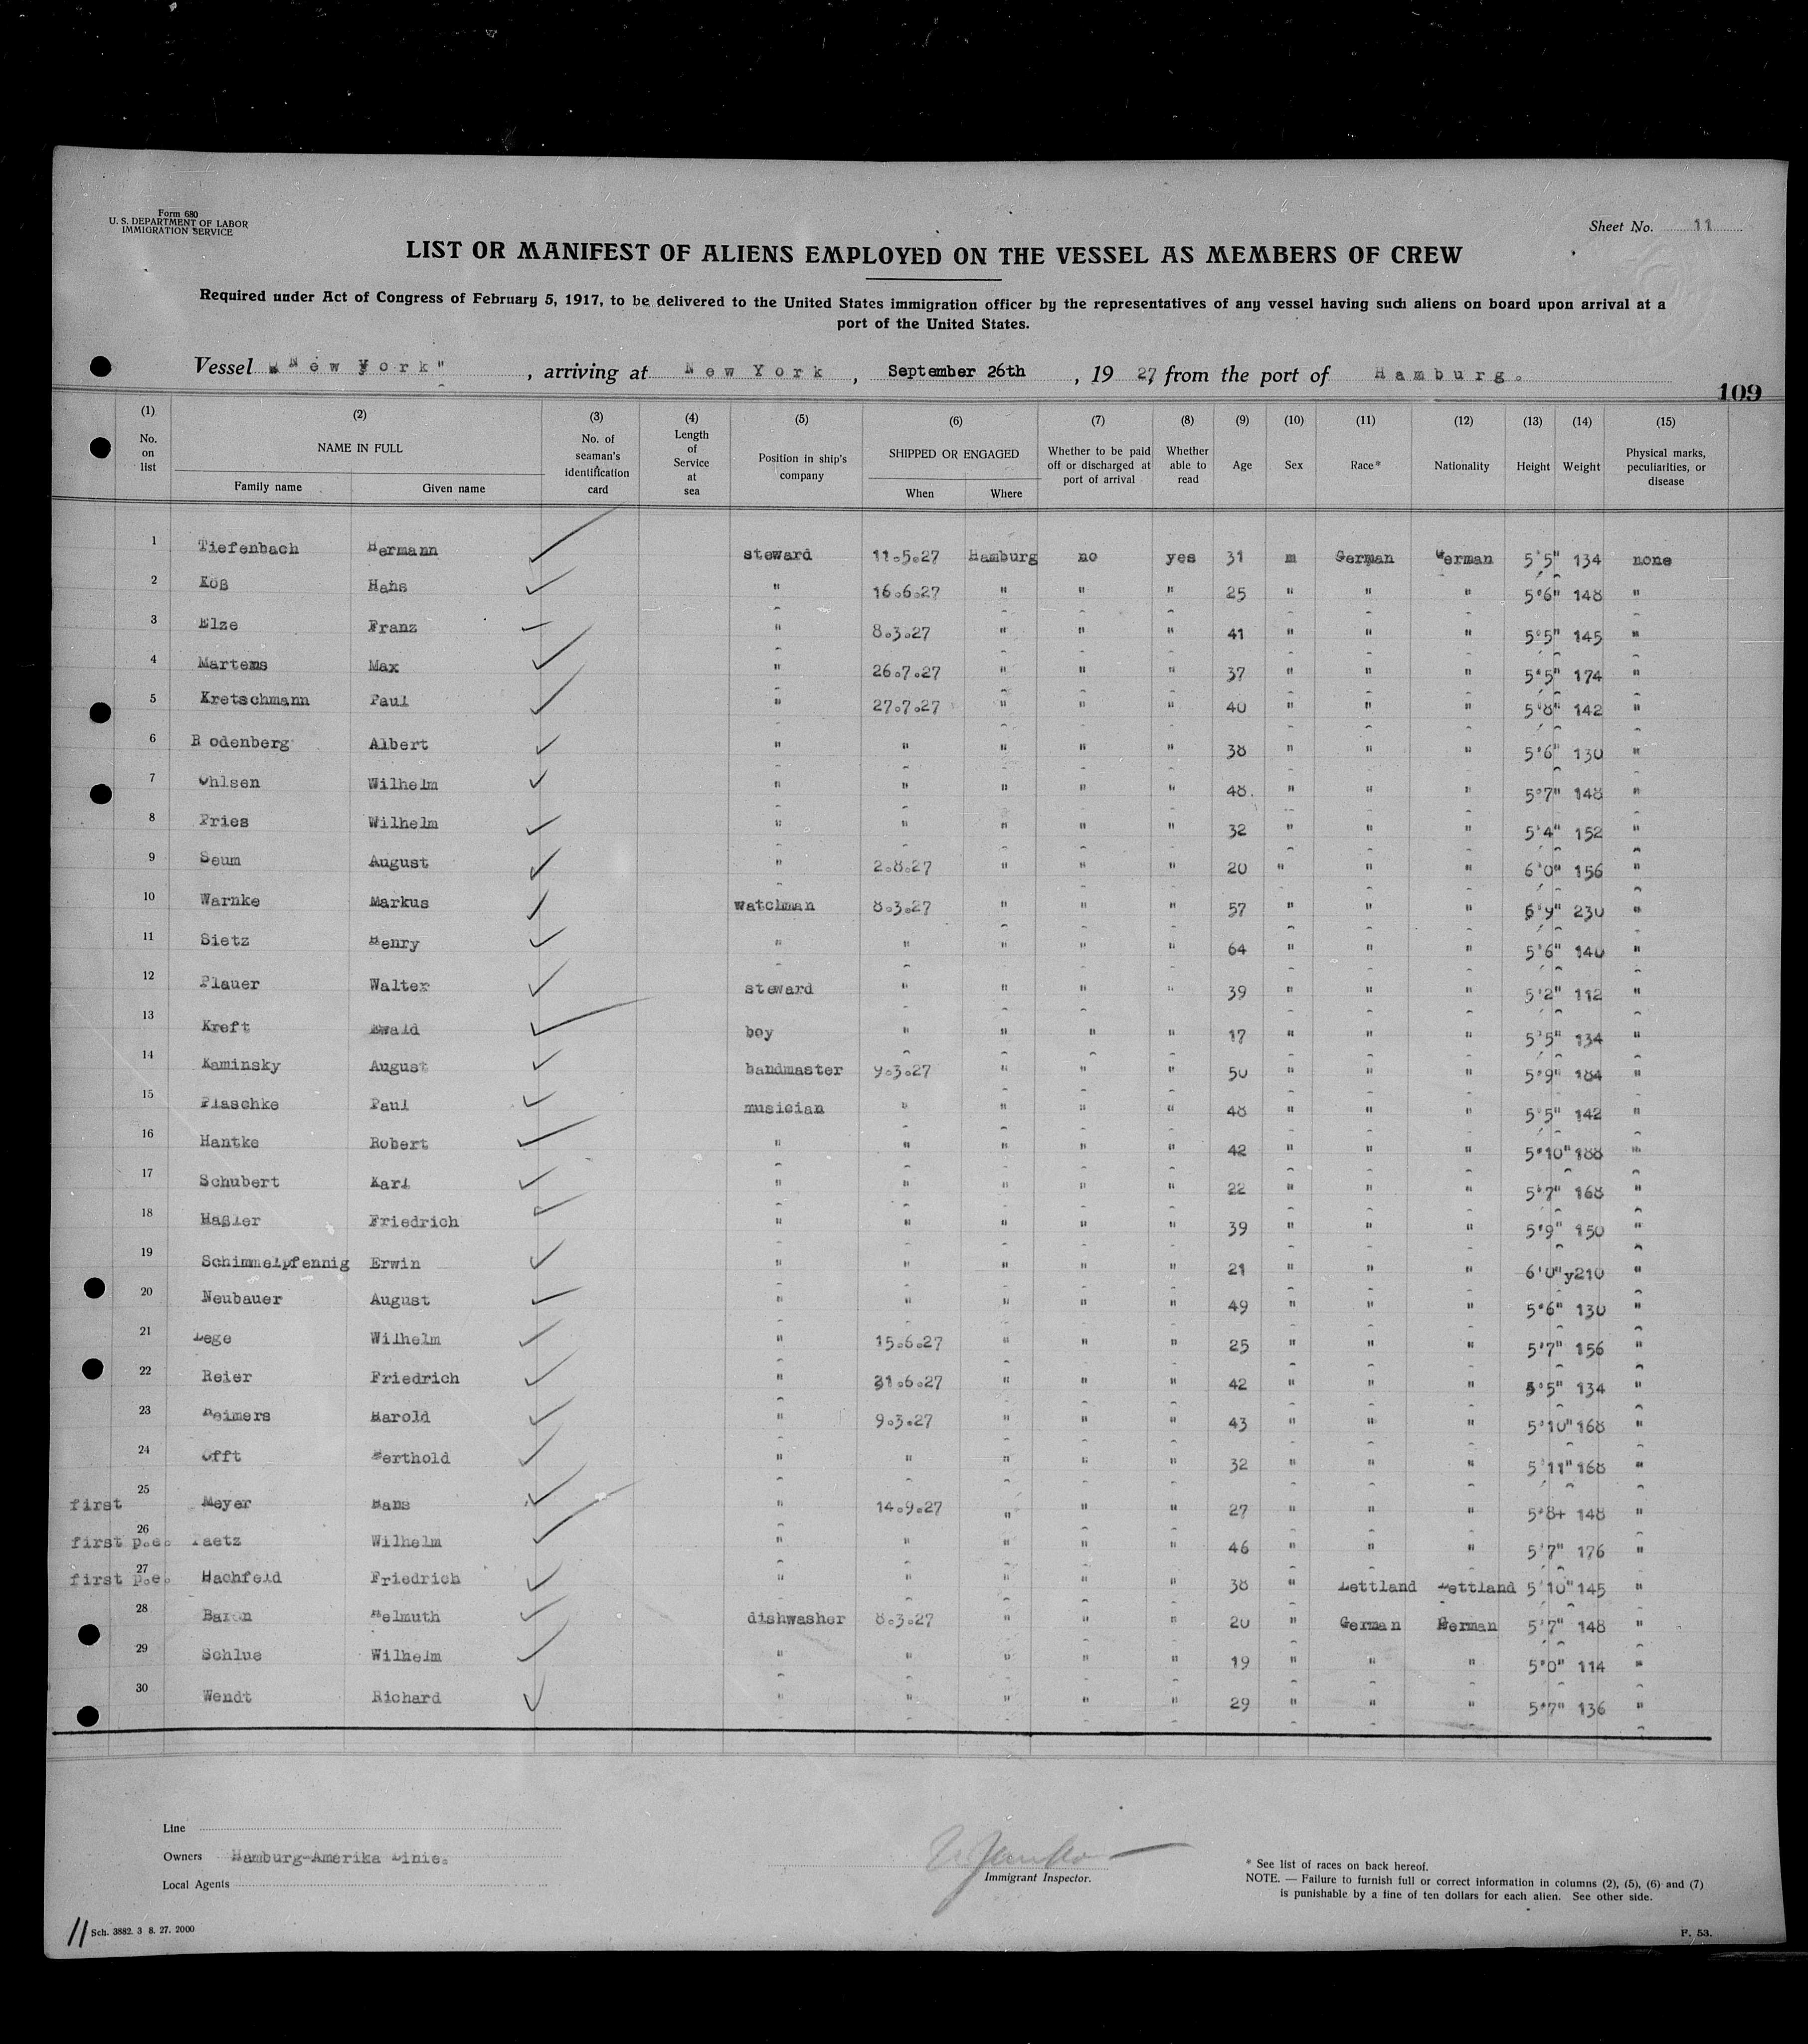 Form 680
U. S. DEPARTMENT OF LABOR
IMMIGRATION SERVICE
Sheet No. 11
LIST OR MANIFEST OF ALIENS EMPLOYED ON THE VESSEL AS MEMBERS OF CREW
Required under Act of Congress of February 5, 1917, to be delivered to the United States immigration officer by the representatives of any vessel having such aliens on board upon arrival at a
port of the United States.
Vessel "New York", arriving at New York, September 26th, 1927 from the port of Hamburg.
109
(1) (2) (3) (4) (5) (6) (7) (8) (9) (10) (11) (12) (13) (14) (15)
No. on list NAME IN FULL Family name Given name No. of seaman's identification card Length of Service at sea Position in ship's company SHIPPED OR ENGAGED When Where Whether to be paid off or discharged at port of arrival Whether able to read Age Sex Race* Nationality Height Weight Physical marks, peculiarities, or disease
1 Tiefenbach Hermann steward 11.5.27 Hamburg no yes 31 m German German 5'5" 134 none
2 Köß Hans " 16.6.27 " " " 25 " " " 5'6" 148 "
3 Elze Franz " 8.3.27 " " " 41 " " " 5'5" 145 "
4 Martens Max " 26.7.27 " " " 37 " " " 5'5" 174 "
5 Kretschmann Paul " 27.7.27 " " " 40 " " " 5'8" 142 "
6 Rodenberg Albert " " " " " 38 " " " 5'6" 130 "
7 Ohlsen Wilhelm " " " " " 48 " " " 5'7" 148 "
8 Fries Wilhelm " " " " " 32 " " " 5'4" 152 "
9 Seum August " 2.8.27 " " " 20 " " " 6'0" 156 "
10 Warnke Markus watchman 8.3.27 " " " 57 " " " 6'9" 230 "
11 Sietz Henry " " " " " 64 " " " 5'6" 140 "
12 Plauer Walter steward " " " " 39 " " " 5'2" 112 "
13 Kreft Ewald boy " " " " 17 " " " 5'5" 134 "
14 Kaminsky August bandmaster 9.3.27 " " " 50 " " " 5'9" 184 "
15 Plaschke Paul musician " " " " 48 " " " 5'5" 142 "
16 Hantke Robert " " " " " 42 " " " 5'10" 188 "
17 Schubert Karl " " " " " 22 " " " 5'7" 168 "
18 Haßler Friedrich " " " " " 39 " " " 5'9" 150 "
19 Schimmelpfennig Erwin " " " " " 21 " " " 6'0"y210 "
20 Neubauer August " " " " " 49 " " " 5'6" 130 "
21 Lege Wilhelm " 15.6.27 " " " 25 " " " 5'7" 156 "
22 Reier Friedrich " 31.6.27 " " " 42 " " " 5'5" 134 "
23 Reimers Harold " 9.3.27 " " " 43 " " " 5'10" 168 "
24 Offt Berthold " " " " " 32 " " " 5'11" 168 "
first 25 Meyer Hans " 14.9.27 " " " 27 " " " 5'8+ 148 "
first p.e. 26 Paetz Wilhelm " " " " " 46 " " " 5'7" 176 "
first p.e. 27 Hachfeld Friedrich " " " " " 38 " Lettland Lettland 5'10" 145 "
28 Baron Helmuth dishwasher 8.3.27 " " " 20 " German German 5'7" 148 "
29 Schlue Wilhelm " " " " " 19 " " " 5'0" 114 "
30 Wendt Richard " " " " " 29 " " " 5'7" 136 "
Line
Owners Hamburg-Amerika Linie.
Local Agents
Immigrant Inspector.
* See list of races on back hereof.
NOTE. — Failure to furnish full or correct information in columns (2), (5), (6) and (7)
is punishable by a fine of ten dollars for each alien. See other side.
11 Sch. 3882. 3 8. 27. 2000
F. 53.